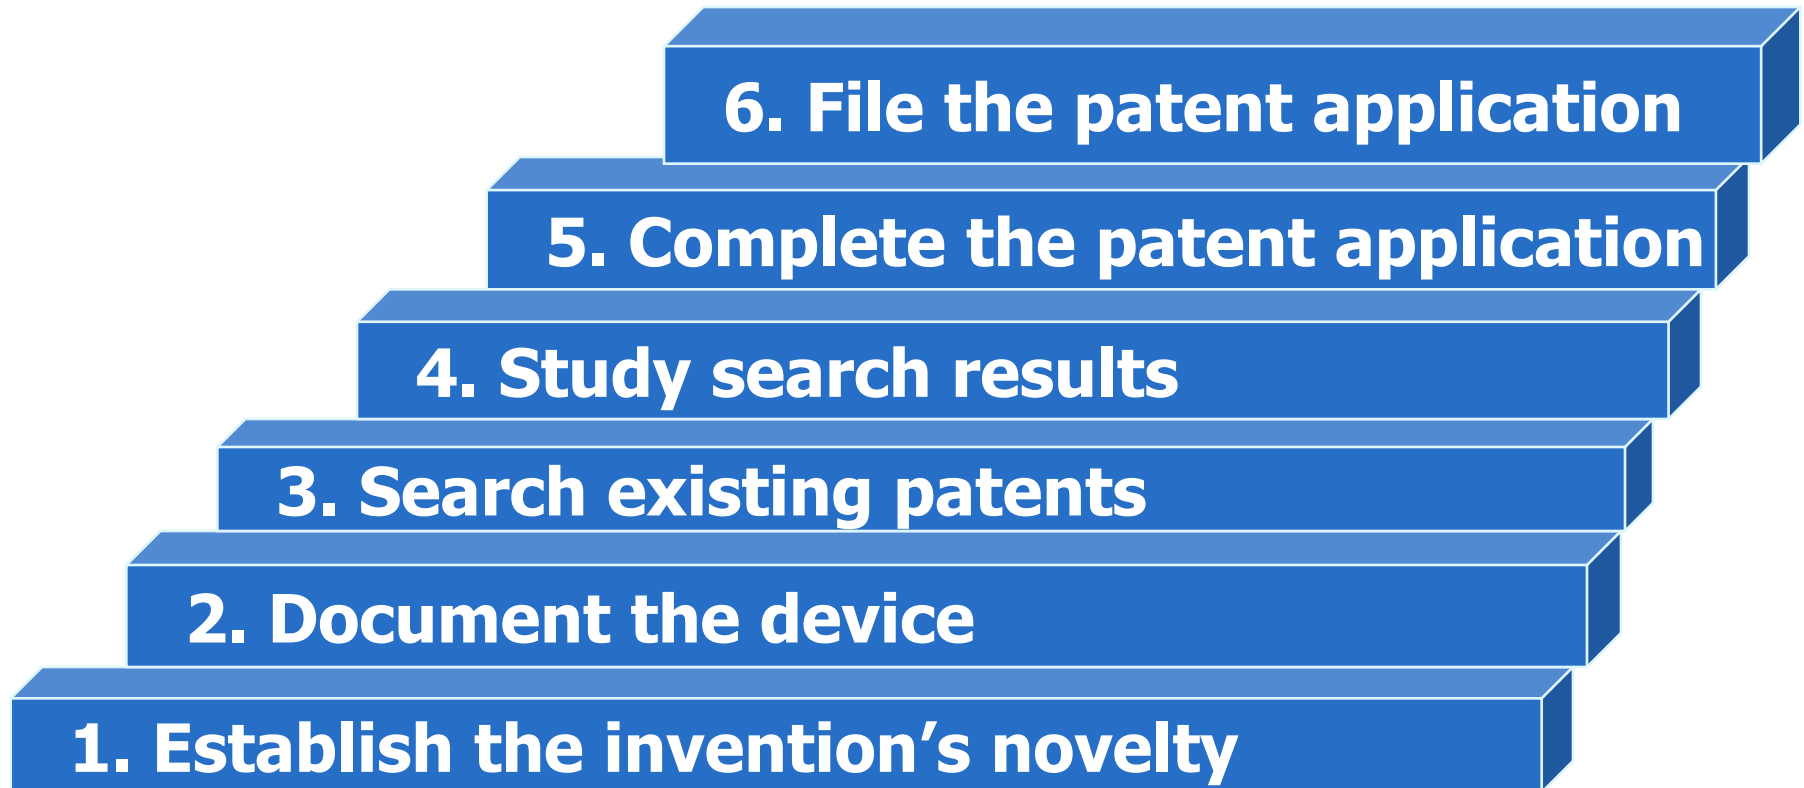 6. File the patent application
5. Complete the patent application
4. Study search results
3. Search existing patents
2. Document the device
1. Establish the invention’s novelty